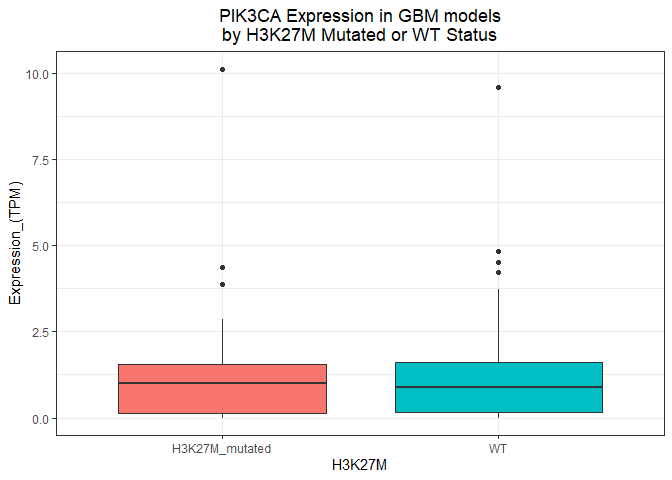 PIK3CA Expression in GBM models
by H3K27M Mutated or WT Status
Expression_(TPM)
10.0
7.5
5.0
2.5
0.0
H3K27M_mutated
WT
H3K27M